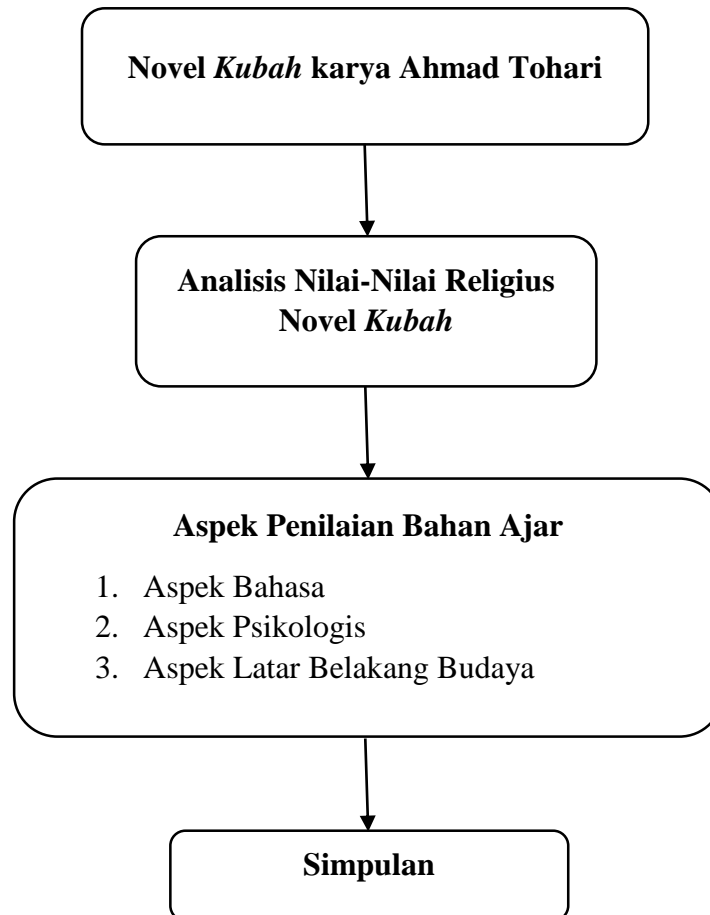 Novel Kubah karya Ahmad Tohari
Analisis Nilai-Nilai Religius
Novel Kubah
Aspek Penilaian Bahan Ajar
1. Aspek Bahasa
2. Aspek Psikologis
3. Aspek Latar Belakang Budaya
Simpulan